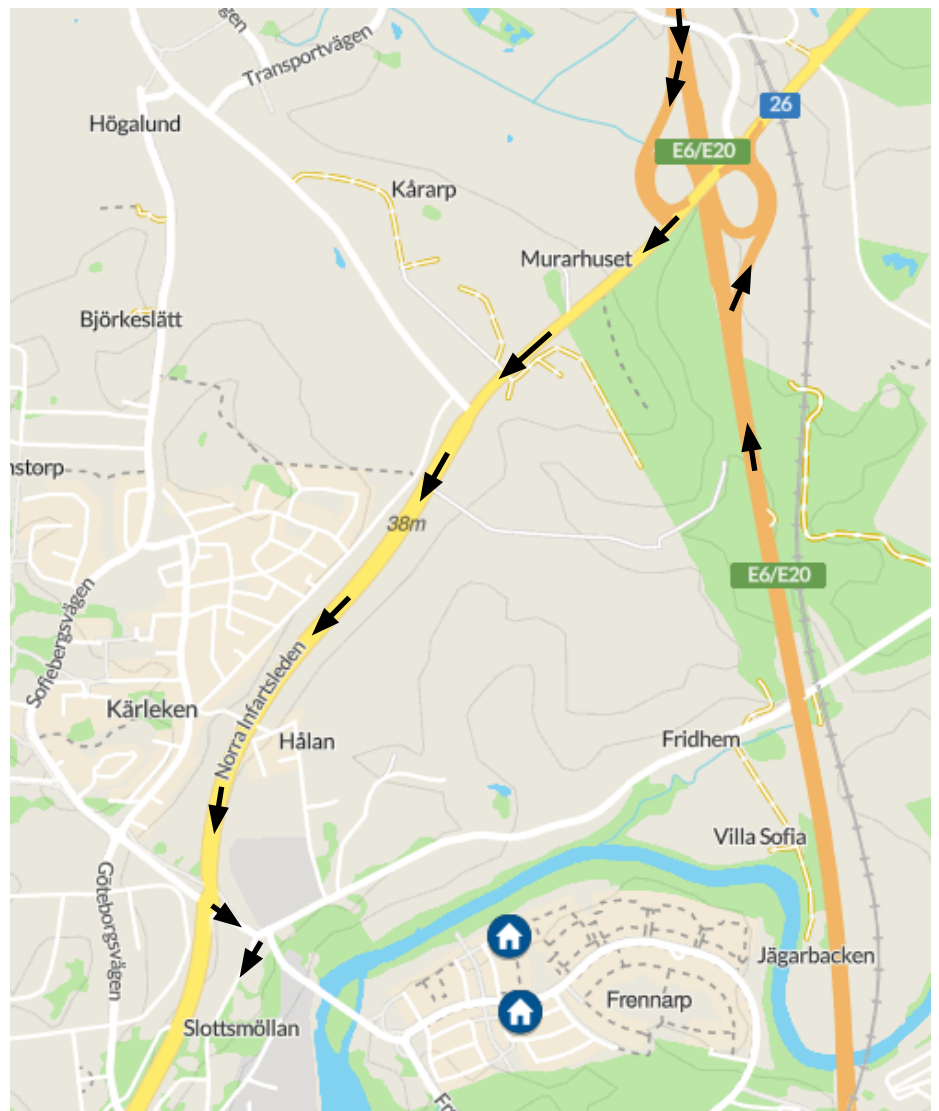 Transportvägen
Högalund
26
E6/E20
Kårarp
Murarhuset
Björkeslätt
nstorp
38m
E6/E20
Sofiebergsvägen
Norra Infartsleden
Kärleken
Hålan
Fridhem
Villa Sofia
Göteborgsvägen
Jägarbacken
Frennarp
Slottsmöllan